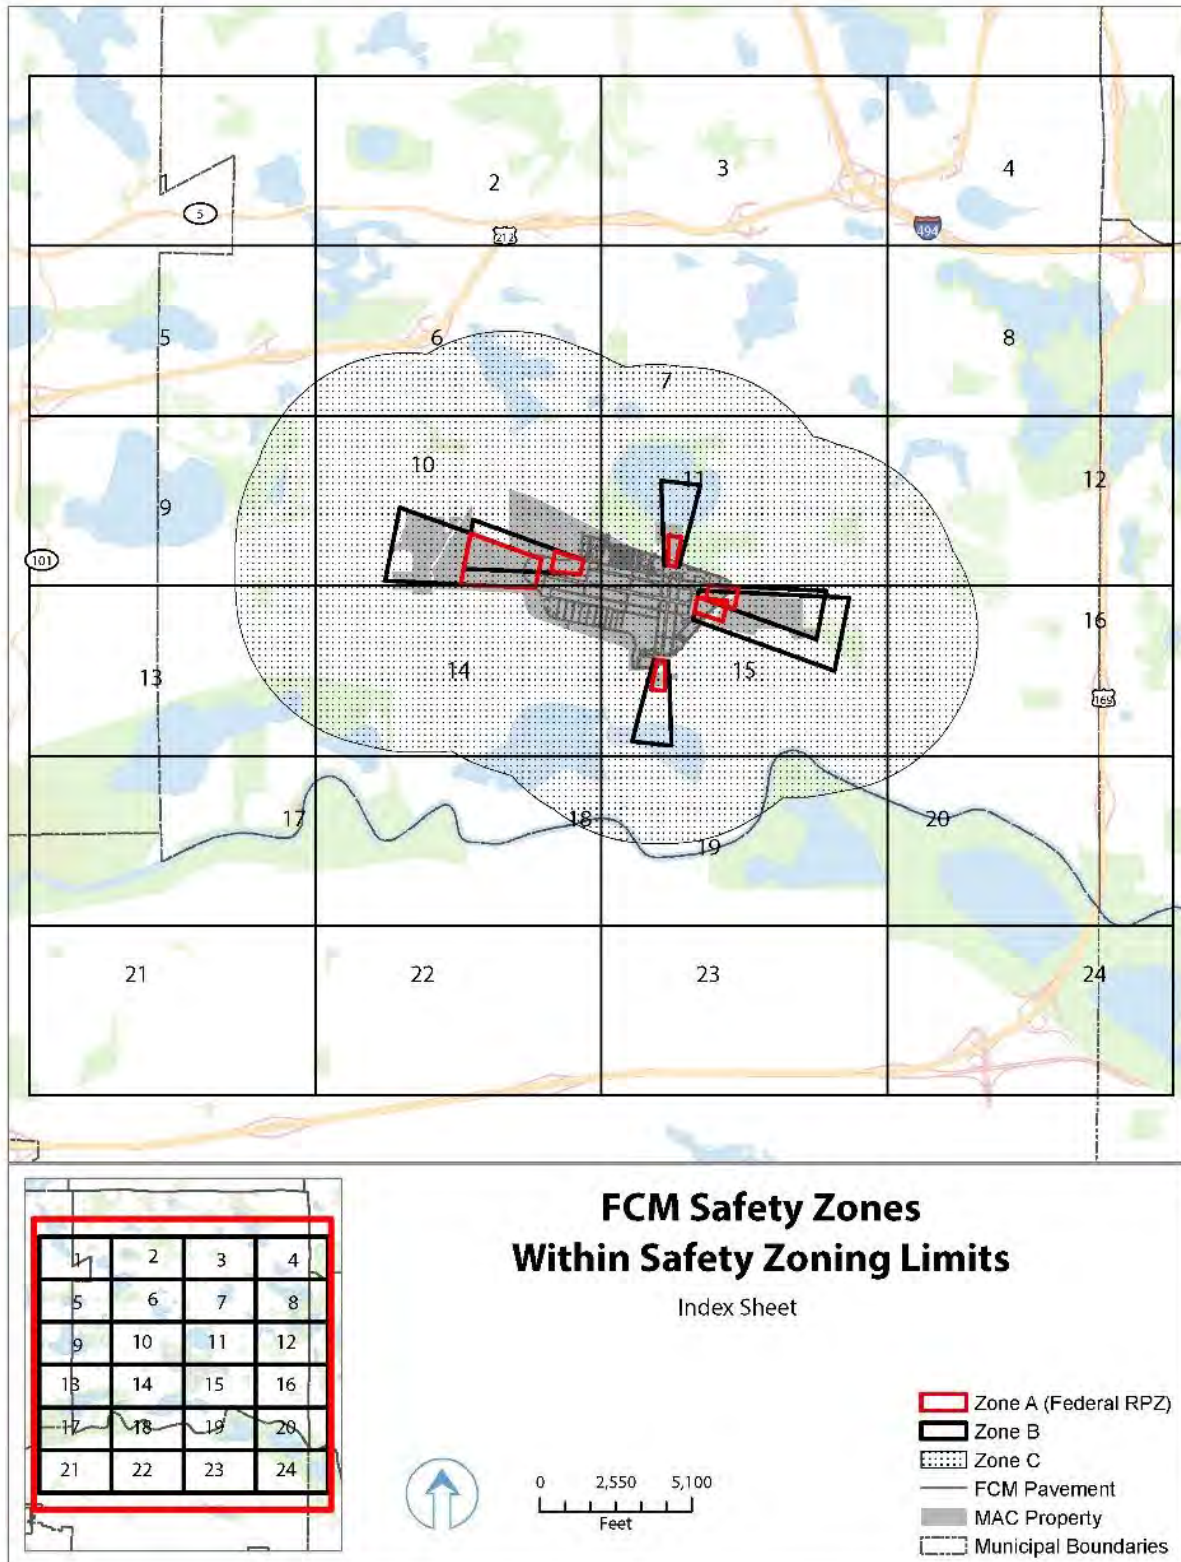 1
2
3
4
5
212
494
5
6
7
8
9
10
11
12
101
13
14
15
16
169
17
18
19
20
21
22
23
24
FCM Safety Zones
Within Safety Zoning Limits
Index Sheet
1 2 3 4
5 6 7 8
9 10 11 12
13 14 15 16
17 18 19 20
21 22 23 24
0 2,550 5,100
Feet
Zone A (Federal RPZ)
Zone B
Zone C
FCM Pavement
MAC Property
Municipal Boundaries